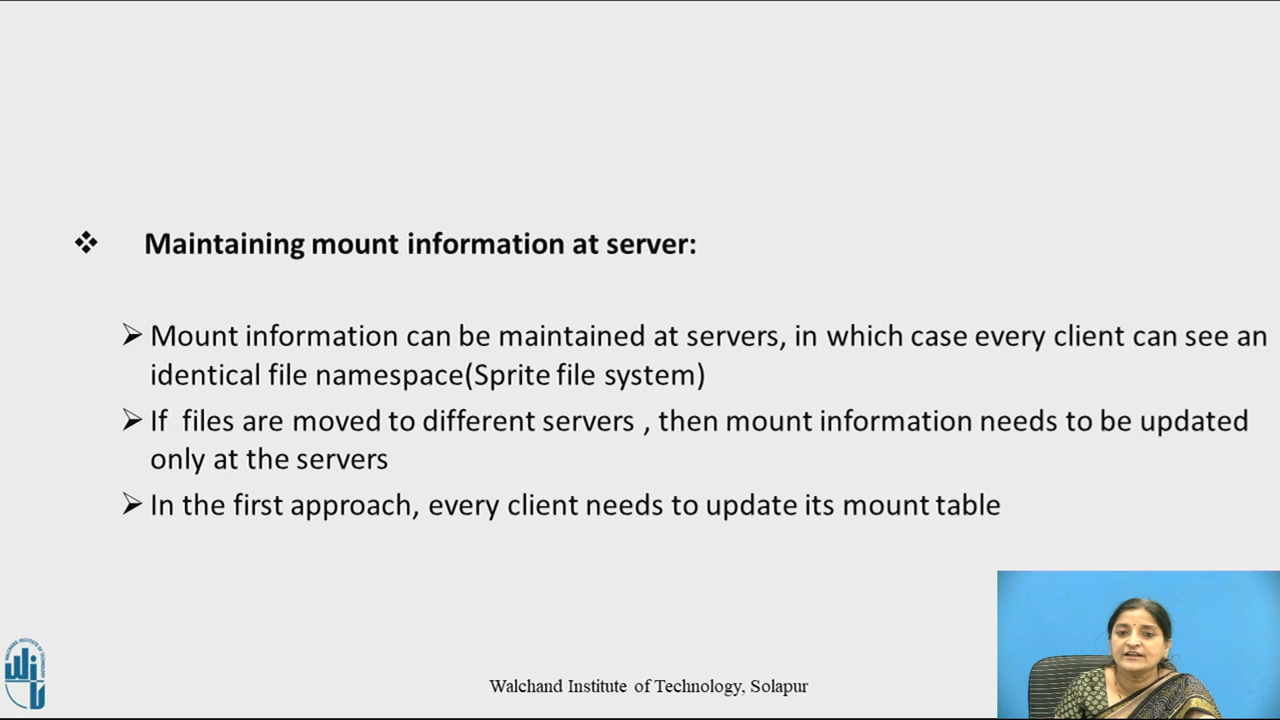 ❖ Maintaining mount information at server:
➢ Mount information can be maintained at servers, in which case every client can see an
identical file namespace(Sprite file system)
➢ If files are moved to different servers , then mount information needs to be updated
only at the servers
➢ In the first approach, every client needs to update its mount table
Walchand Institute of Technology, Solapur